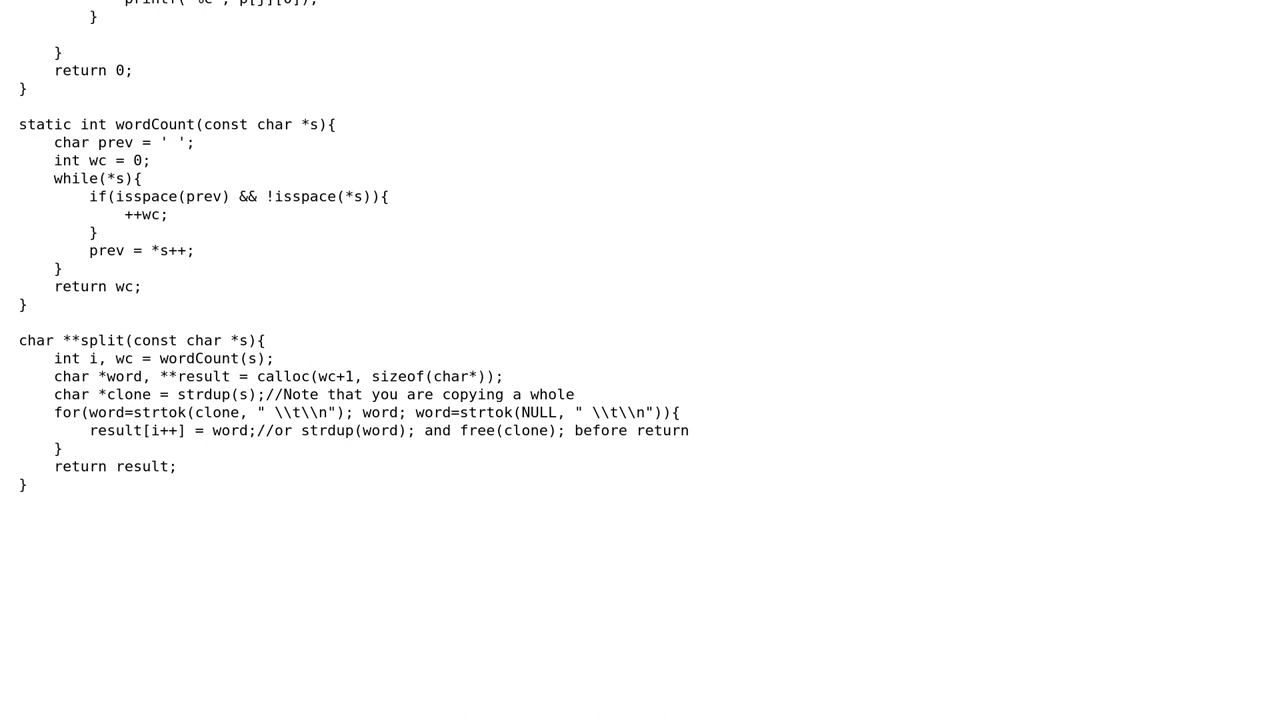 printf("%c", p[j][0]);
        }

    }
    return 0;
}

static int wordCount(const char *s){
    char prev = ' ';
    int wc = 0;
    while(*s){
        if(isspace(prev) && !isspace(*s)){
            ++wc;
        }
        prev = *s++;
    }
    return wc;
}

char **split(const char *s){
    int i, wc = wordCount(s);
    char *word, **result = calloc(wc+1, sizeof(char*));
    char *clone = strdup(s);//Note that you are copying a whole
    for(word=strtok(clone, " \\t\\n"); word; word=strtok(NULL, " \\t\\n")){
        result[i++] = word;//or strdup(word); and free(clone); before return
    }
    return result;
}